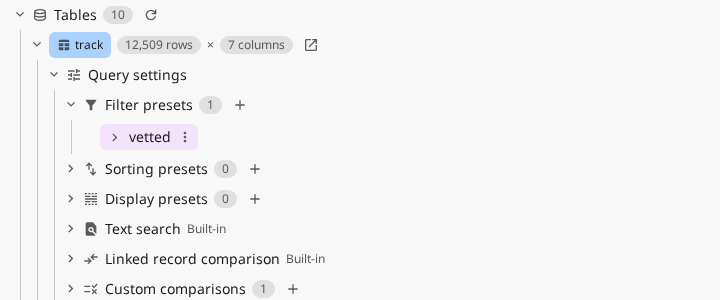 Tables 10
track 12,509 rows × 7 columns
Query settings
Filter presets 1 +
vetted
Sorting presets 0 +
Display presets 0 +
Text search Built-in
Linked record comparison Built-in
Custom comparisons 1 +